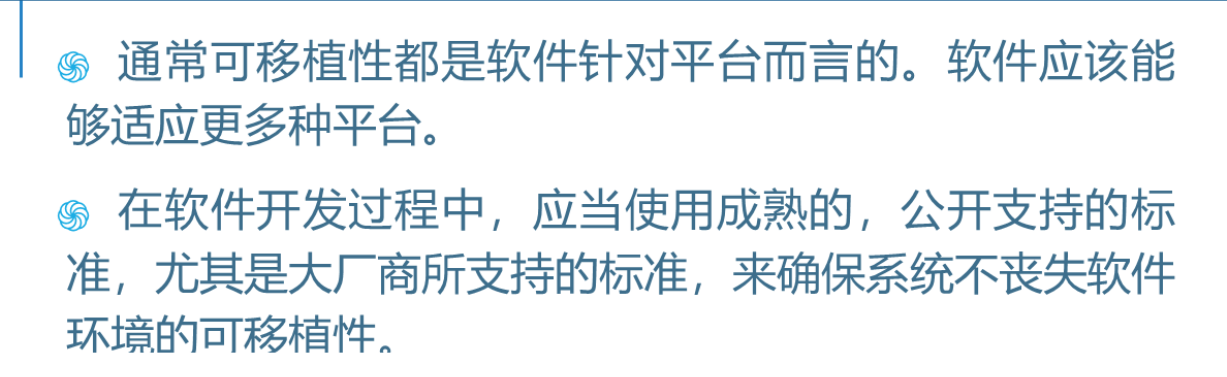 通常可移植性都是软件针对平台而言的。软件应该能
够适应更多种平台。
在软件开发过程中，应当使用成熟的，公开支持的标
准，尤其是大厂商所支持的标准，来确保系统不丧失软件
环境的可移植性。